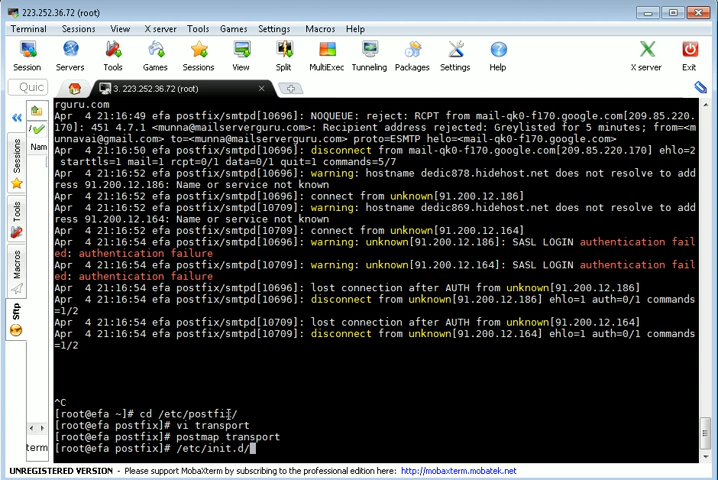 223.252.36.72 (root)
Terminal Sessions View X server Tools Games Settings Macros Help
Session Servers Tools Games Sessions View Split MultiExec Tunneling Packages Settings Help X server Exit
Quic 3. 223.252.36.72 (root)
/
Nam
Sessions
Tools
Macros
Sftp
term
rguru.com
Apr 4 21:16:49 efa postfix/smtpd[10696]: NOQUEUE: reject: RCPT from mail-qk0-f170.google.com[209.85.220.
170]: 451 4.7.1 <munna@mailserverguru.com>: Recipient address rejected: Greylisted for 5 minutes; from=<m
unnavai@gmail.com> to=<munna@mailserverguru.com> proto=ESMTP helo=<mail-qk0-f170.google.com>
Apr 4 21:16:50 efa postfix/smtpd[10696]: disconnect from mail-qk0-f170.google.com[209.85.220.170] ehlo=2
starttls=1 mail=1 rcpt=0/1 data=0/1 quit=1 commands=5/7
Apr 4 21:16:52 efa postfix/smtpd[10696]: warning: hostname dedic878.hidehost.net does not resolve to add
ress 91.200.12.186: Name or service not known
Apr 4 21:16:52 efa postfix/smtpd[10696]: connect from unknown[91.200.12.186]
Apr 4 21:16:52 efa postfix/smtpd[10709]: warning: hostname dedic869.hidehost.net does not resolve to add
ress 91.200.12.164: Name or service not known
Apr 4 21:16:52 efa postfix/smtpd[10709]: connect from unknown[91.200.12.164]
Apr 4 21:16:54 efa postfix/smtpd[10696]: warning: unknown[91.200.12.186]: SASL LOGIN authentication fail
ed: authentication failure
Apr 4 21:16:54 efa postfix/smtpd[10709]: warning: unknown[91.200.12.164]: SASL LOGIN authentication fail
ed: authentication failure
Apr 4 21:16:54 efa postfix/smtpd[10696]: lost connection after AUTH from unknown[91.200.12.186]
Apr 4 21:16:54 efa postfix/smtpd[10696]: disconnect from unknown[91.200.12.186] ehlo=1 auth=0/1 commands
=1/2
Apr 4 21:16:54 efa postfix/smtpd[10709]: lost connection after AUTH from unknown[91.200.12.164]
Apr 4 21:16:54 efa postfix/smtpd[10709]: disconnect from unknown[91.200.12.164] ehlo=1 auth=0/1 commands
=1/2
^C
[root@efa ~]# cd /etc/postfix/
[root@efa postfix]# vi transport
[root@efa postfix]# postmap transport
[root@efa postfix]# /etc/init.d/
UNREGISTERED VERSION - Please support MobaXterm by subscribing to the professional edition here: http://mobaxterm.mobatek.net